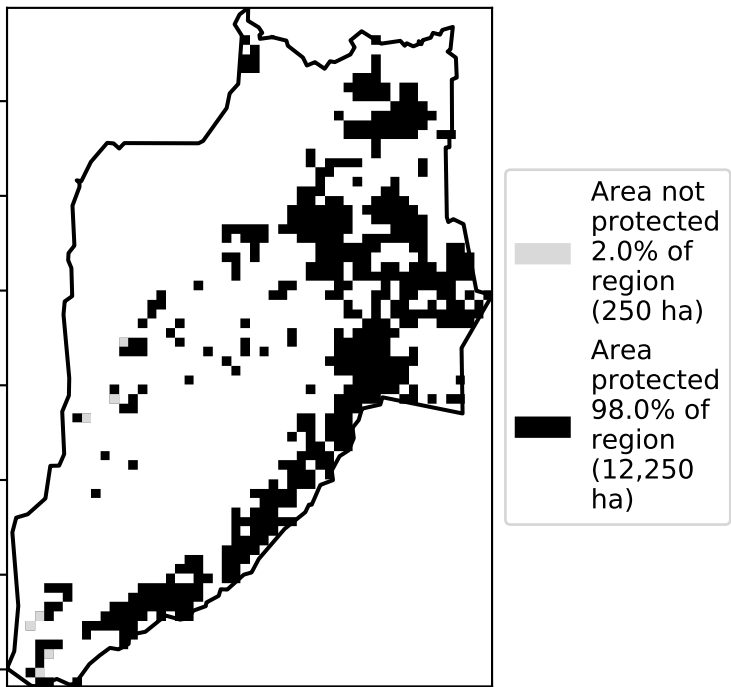 Area not
protected
2.0% of
region
(250 ha)
Area
protected
98.0% of
region
(12,250
ha)